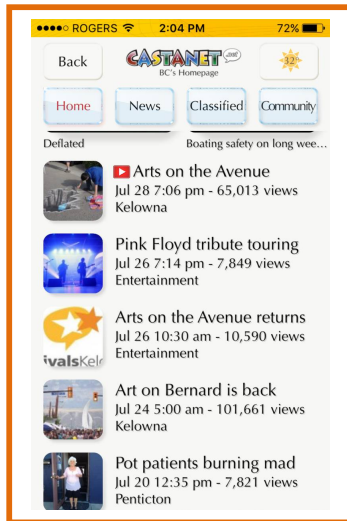 ROGERS 2:04 PM 72%
Back CASTANET.net 32°
BC's Homepage
Home News Classified Community
Deflated Boating safety on long wee...
Arts on the Avenue
Jul 28 7:06 pm - 65,013 views
Kelowna
Pink Floyd tribute touring
Jul 26 7:14 pm - 7,849 views
Entertainment
Arts on the Avenue returns
Jul 26 10:30 am - 10,590 views
Entertainment
ivalsKel
Art on Bernard is back
Jul 24 5:00 am - 101,661 views
Kelowna
Pot patients burning mad
Jul 20 12:35 pm - 7,821 views
Penticton